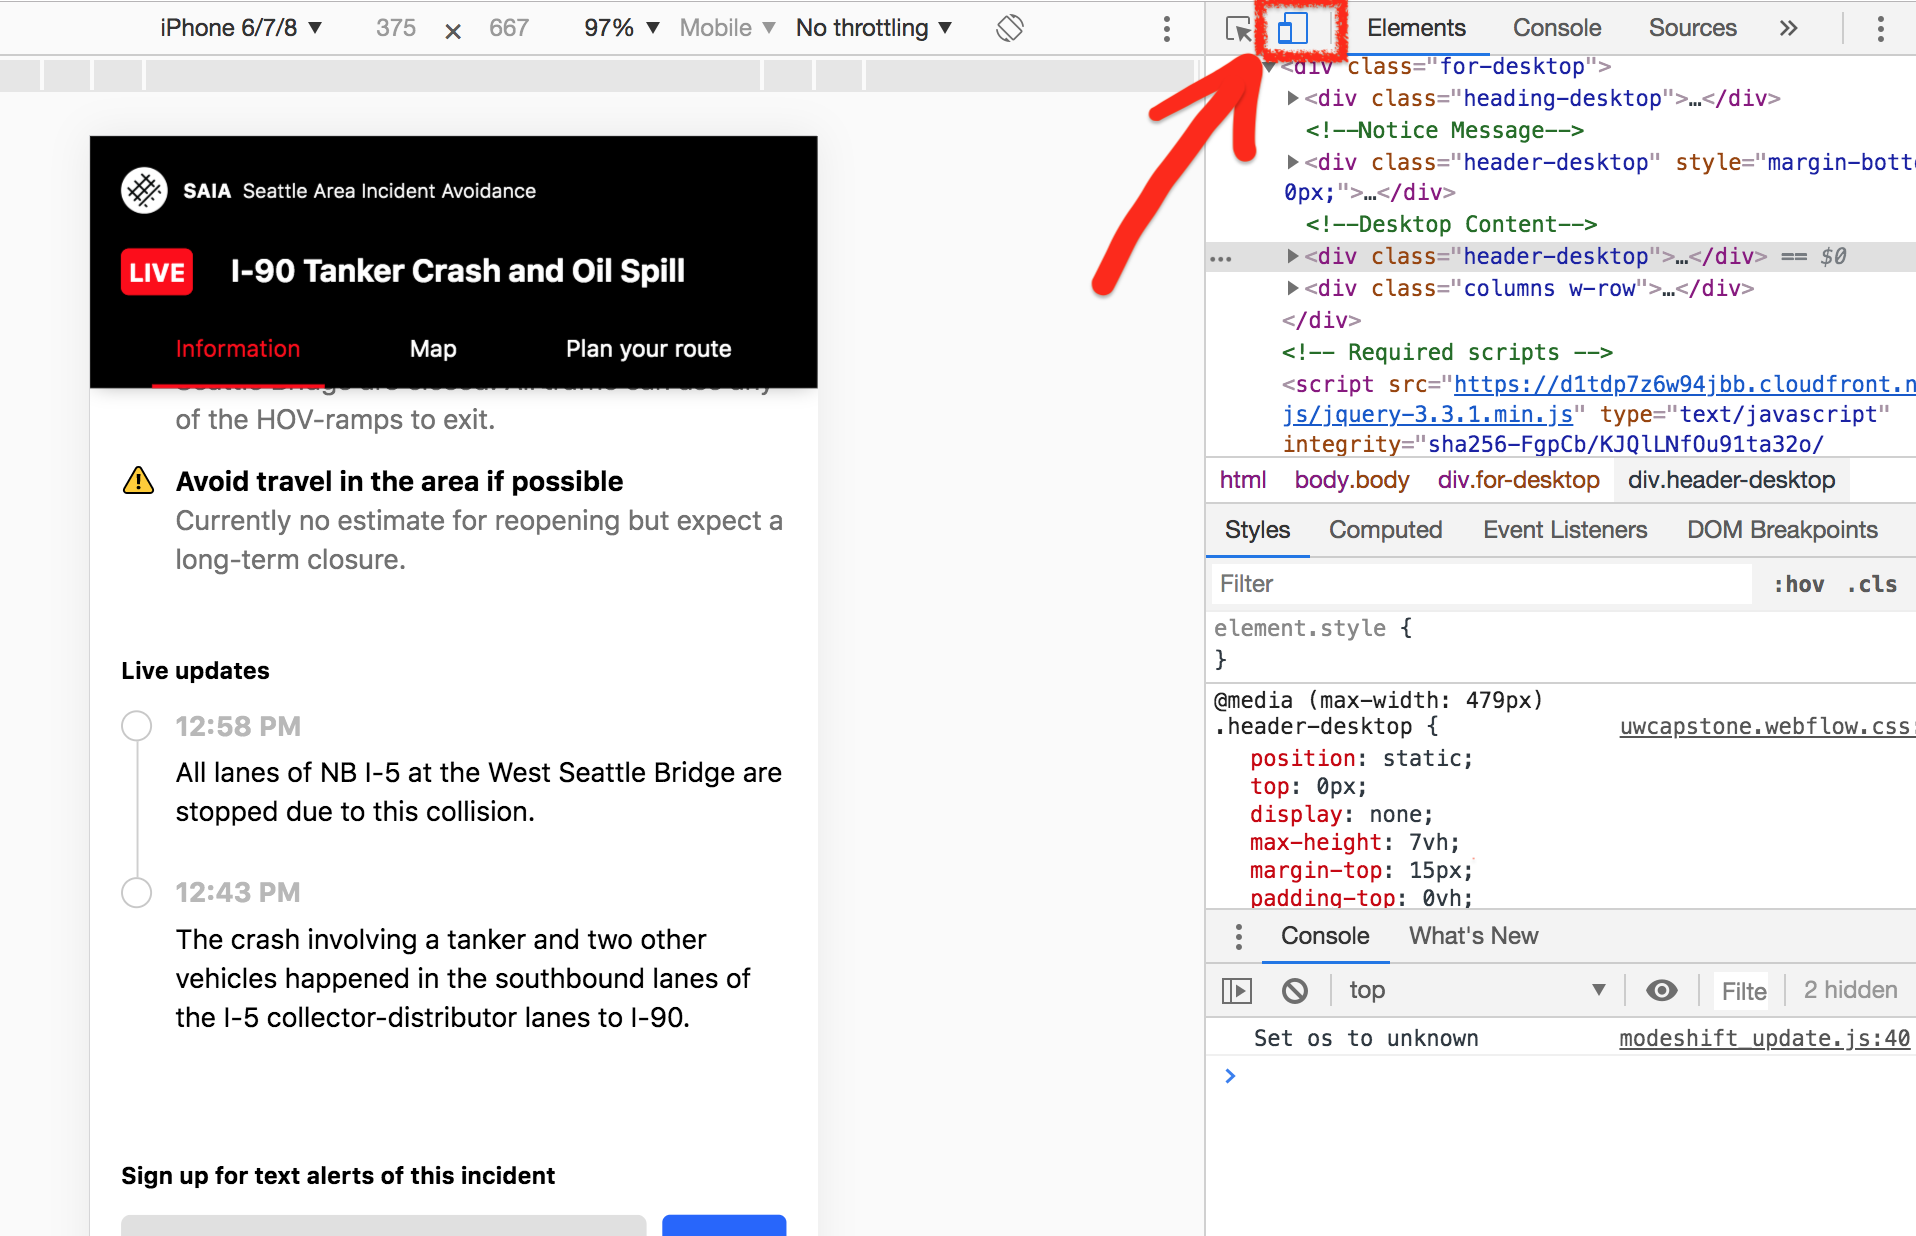 iPhone 6/7/8 ▼ 375 × 667 97% ▼ Mobile ▼ No throttling ▼
SAIA Seattle Area Incident Avoidance
LIVE I-90 Tanker Crash and Oil Spill
Information Map Plan your route
of the HOV-ramps to exit.
Avoid travel in the area if possible
Currently no estimate for reopening but expect a
long-term closure.
Live updates
12:58 PM
All lanes of NB I-5 at the West Seattle Bridge are
stopped due to this collision.
12:43 PM
The crash involving a tanker and two other
vehicles happened in the southbound lanes of
the I-5 collector-distributor lanes to I-90.
Sign up for text alerts of this incident
Elements Console Sources »
▼<div class="for-desktop">
▶<div class="heading-desktop">…</div>
<!--Notice Message-->
▶<div class="header-desktop" style="margin-bott
0px;">…</div>
<!--Desktop Content-->
… ▶<div class="header-desktop">…</div> == $0
▶<div class="columns w-row">…</div>
</div>
<!-- Required scripts -->
<script src="https://d1tdp7z6w94jbb.cloudfront.n
js/jquery-3.3.1.min.js" type="text/javascript"
integrity="sha256-FgpCb/KJQlLNfOu91ta32o/
html body.body div.for-desktop div.header-desktop
Styles Computed Event Listeners DOM Breakpoints
Filter :hov .cls
element.style {
}
@media (max-width: 479px)
.header-desktop { uwcapstone.webflow.css:
position: static;
top: 0px;
display: none;
max-height: 7vh;
margin-top: 15px;
padding-top: 0vh;
Console What's New
top ▼ Filte 2 hidden
Set os to unknown modeshift_update.js:40
>